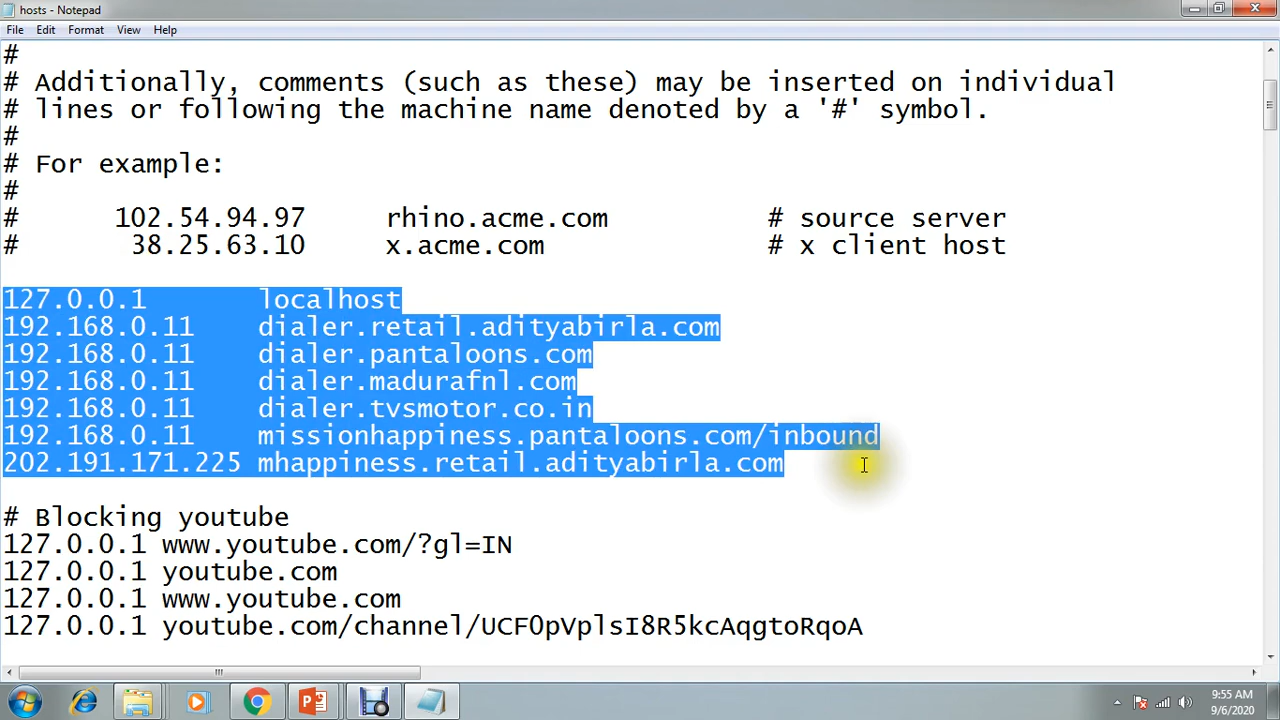 hosts - Notepad
File Edit Format View Help
#
# Additionally, comments (such as these) may be inserted on individual
# lines or following the machine name denoted by a '#' symbol.
#
# For example:
#
# 102.54.94.97 rhino.acme.com # source server
# 38.25.63.10 x.acme.com # x client host
127.0.0.1 localhost
192.168.0.11 dialer.retail.adityabirla.com
192.168.0.11 dialer.pantaloons.com
192.168.0.11 dialer.madurafnl.com
192.168.0.11 dialer.tvsmotor.co.in
192.168.0.11 missionhappiness.pantaloons.com/inbound
202.191.171.225 mhappiness.retail.adityabirla.com
# Blocking youtube
127.0.0.1 www.youtube.com/?gl=IN
127.0.0.1 youtube.com
127.0.0.1 www.youtube.com
127.0.0.1 youtube.com/channel/UCF0pVplsI8R5kcAqgtoRqoA
9:55 AM
9/6/2020